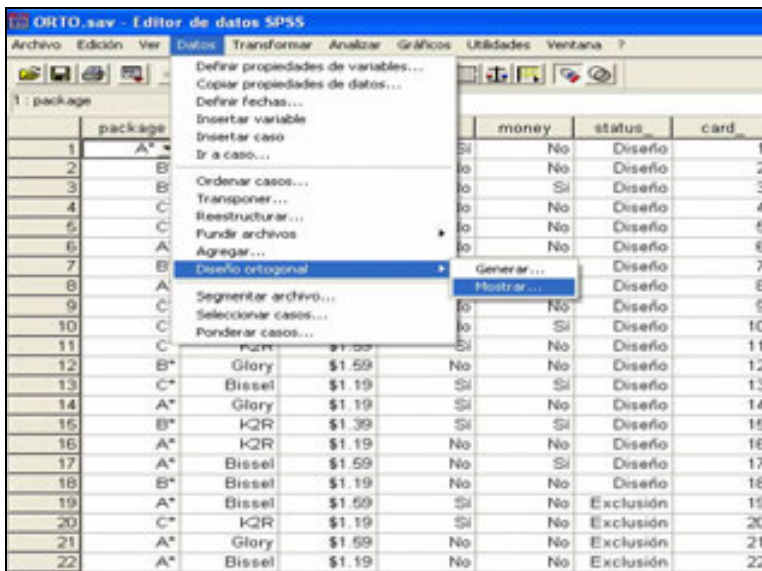 ORTO.sav - Editor de datos SPSS
Archivo Edición Ver Datos Transformar Analizar Gráficos Utilidades Ventana ?
1 : package
Definir propiedades de variables...
Copiar propiedades de datos...
Definir fechas...
Insertar variable
Insertar caso
Ir a caso...
Ordenar casos...
Transponer...
Reestructurar...
Fundir archivos
Agregar...
Diseño ortogonal
Segmentar archivo...
Seleccionar casos...
Ponderar casos...
Generar...
Mostrar...
package money status_ card_
1 A* Sí No Diseño 1
2 B No Diseño 2
3 B Sí Diseño 3
4 C No Diseño 4
5 C No Diseño
6 A No Diseño 6
7 B Diseño 7
8 A Diseño 8
9 C No Diseño 9
10 C Sí Diseño 10
11 C K2R $1.59 Sí No Diseño 11
12 B* Glory $1.59 No No Diseño 12
13 C* Bissel $1.19 Sí Sí Diseño 13
14 A* Glory $1.19 Sí No Diseño 14
15 B* K2R $1.39 Sí Sí Diseño 15
16 A* K2R $1.19 No No Diseño 16
17 A* Bissel $1.59 No Sí Diseño 17
18 B* Bissel $1.19 No No Diseño 18
19 A* Bissel $1.59 Sí No Exclusión 19
20 C* K2R $1.19 Sí No Exclusión 20
21 A* Glory $1.59 No No Exclusión 21
22 A* Bissel $1.19 No No Exclusión 22